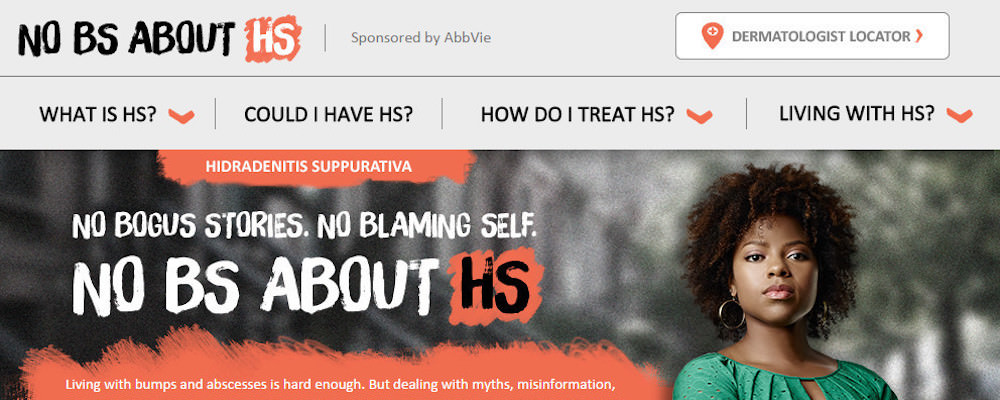 NO BS ABOUT HS
Sponsored by AbbVie
DERMATOLOGIST LOCATOR
WHAT IS HS?
COULD I HAVE HS?
HOW DO I TREAT HS?
LIVING WITH HS?
HIDRADENITIS SUPPURATIVA
NO BOGUS STORIES. NO BLAMING SELF.
NO BS ABOUT HS
Living with bumps and abscesses is hard enough. But dealing with myths, misinformation,